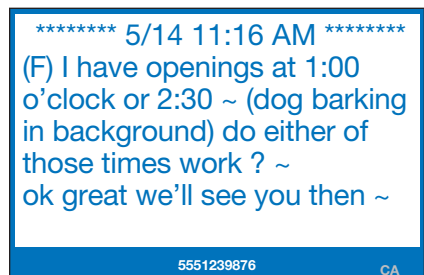 ******** 5/14 11:16 AM ********
(F) I have openings at 1:00
o'clock or 2:30 ~ (dog barking
in background) do either of
those times work ? ~
ok great we'll see you then ~
5551239876
CA